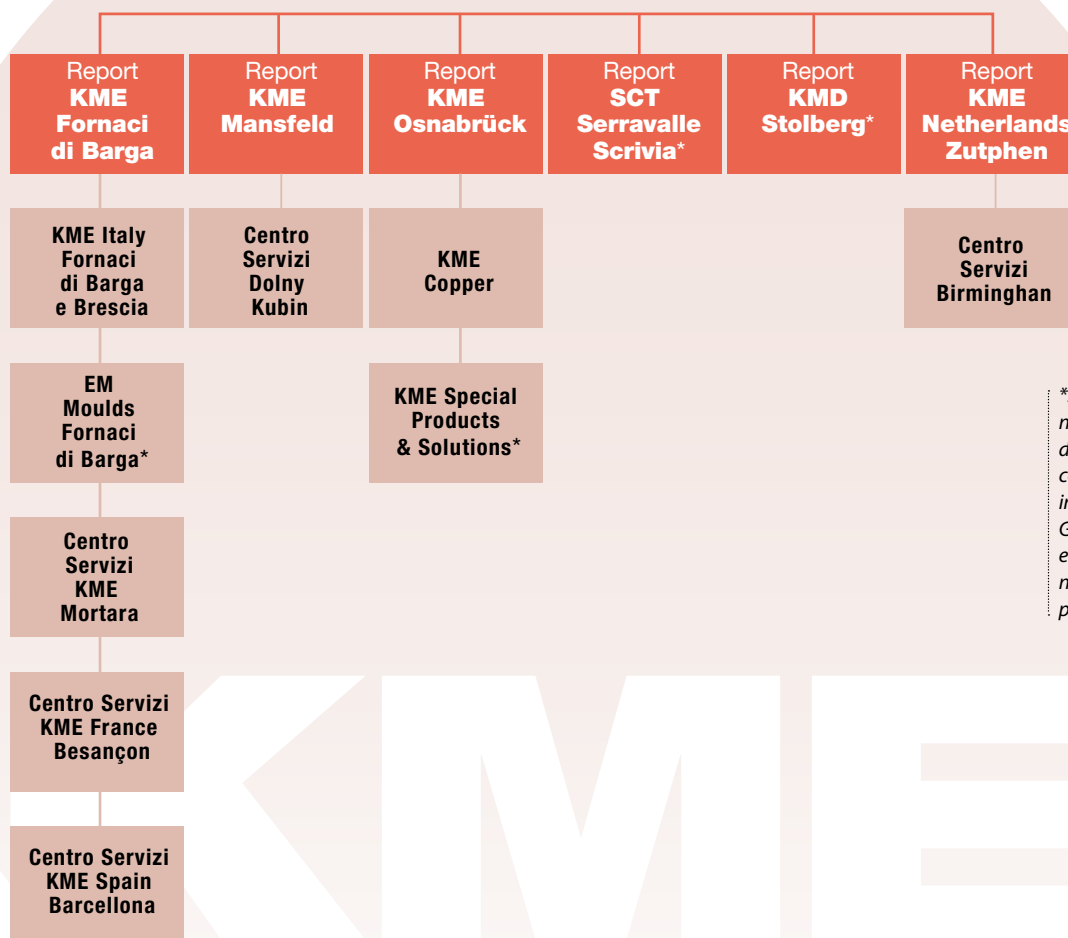 Report
KME
Fornaci
di Barga
Report
KME
Mansfeld
Report
KME
Osnabrück
Report
SCT
Serravalle
Scrivia*
Report
KMD
Stolberg*
Report
KME
Netherlands
Zutphen
KME Italy
Fornaci
di Barga
e Brescia
Centro
Servizi
Dolny
Kubin
KME
Copper
Centro
Servizi
Birminghan
EM
Moulds
Fornaci
di Barga*
KME Special
Products
& Solutions*
Centro
Servizi
KME
Mortara
Centro Servizi
KME France
Besançon
Centro Servizi
KME Spain
Barcellona
KME